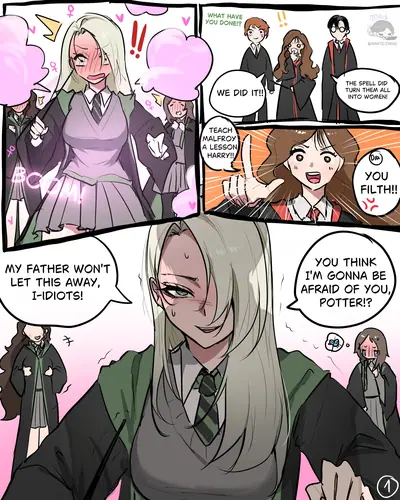 BOOM!
!!
WHAT HAVE
YOU DONE!?
!!
WE DID IT!!
THE SPELL DID
TURN THEM ALL
INTO WOMEN!
TEACH
MALFROY
A LESSON
HARRY!!
YOU
FILTH!!
MY FATHER WON'T
LET THIS AWAY,
I-IDIOTS!
YOU THINK
I'M GONNA BE
AFRAID OF YOU,
POTTER!?
1